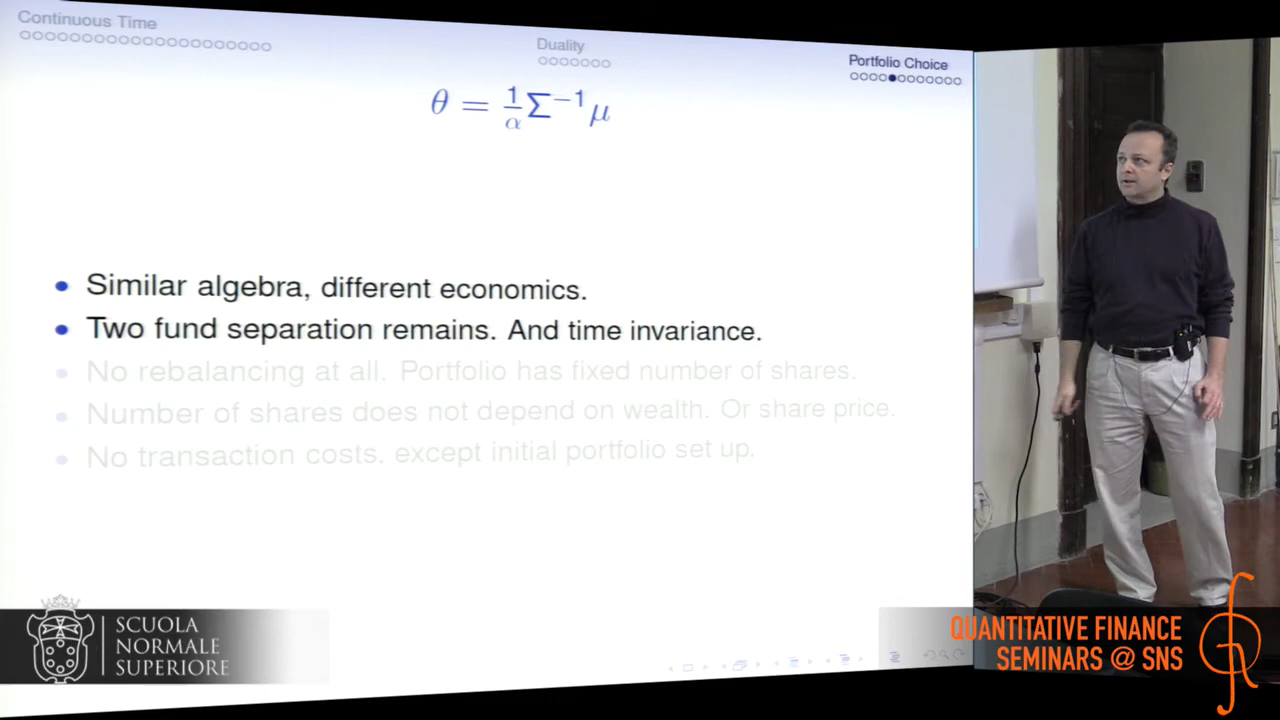 Continuous Time
Duality
Portfolio Choice
θ = 1/α Σ⁻¹ μ
• Similar algebra, different economics.
• Two fund separation remains. And time invariance.
• No rebalancing at all. Portfolio has fixed number of shares.
• Number of shares does not depend on wealth. Or share price.
• No transaction costs, except initial portfolio set up.
SCUOLA
NORMALE
SUPERIORE
QUANTITATIVE FINANCE
SEMINARS @ SNS